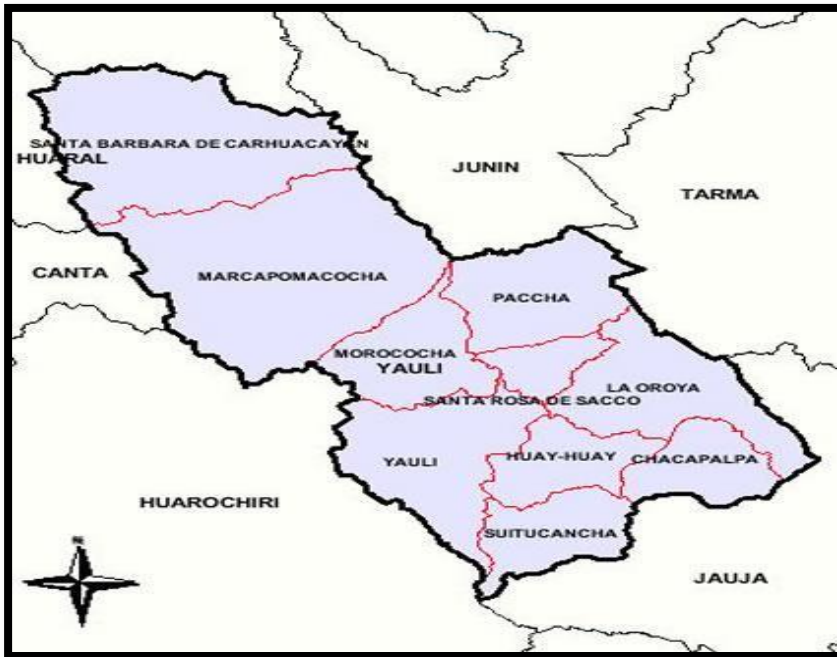 SANTA BARBARA DE CARHUACAYAN
HUARAL
JUNIN
TARMA
CANTA
MARCAPOMACOCHA
PACCHA
MOROCOCHA
YAULI
LA OROYA
SANTA ROSA DE SACCO
YAULI
HUAY-HUAY
CHACAPALPA
HUAROCHIRI
SUITUCANCHA
N
JAUJA